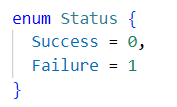 enum Status {
  Success = 0,
  Failure = 1
}